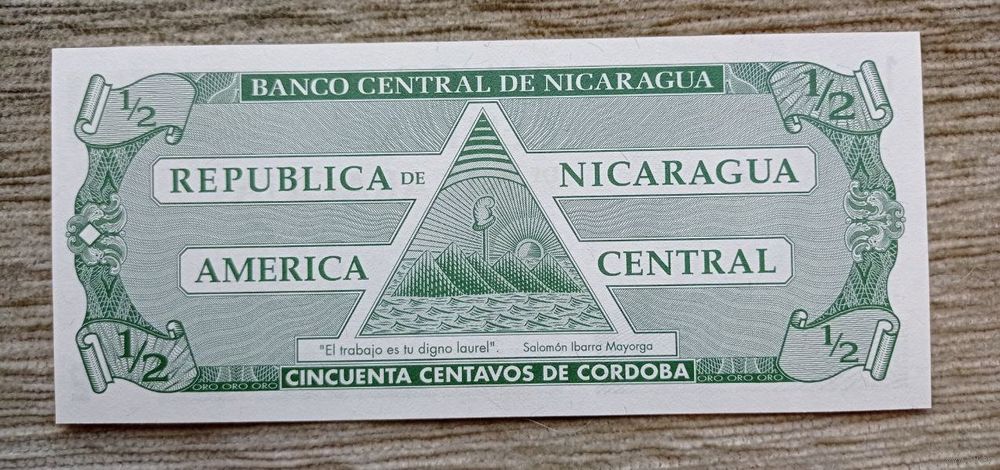 BANCO CENTRAL DE NICARAGUA
1/2
1/2
REPUBLICA DE NICARAGUA
AMERICA CENTRAL
1/2
"El trabajo es tu digno laurel". Salomón Ibarra Mayorga
1/2
ORO ORO ORO CINCUENTA CENTAVOS DE CORDOBA ORO ORO ORO